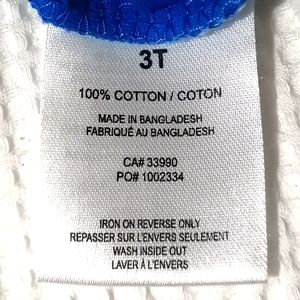 3T
100% COTTON / COTON
MADE IN BANGLADESH
FABRIQUÉ AU BANGLADESH
CA# 33990
PO# 1002334
IRON ON REVERSE ONLY
REPASSER SUR L'ENVERS SEULEMENT
WASH INSIDE OUT
LAVER À L'ENVERS